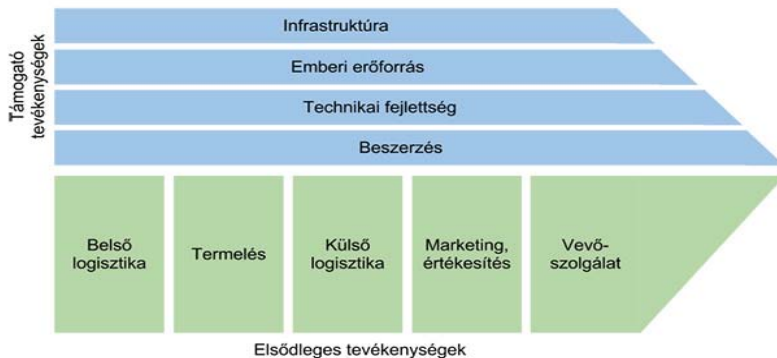 Támogató
tevékenységek
Infrastruktúra
Emberi erőforrás
Technikai fejlettség
Beszerzés
Belső
logisztika
Termelés
Külső
logisztika
Marketing,
értékesítés
Vevő-
szolgálat
Elsődleges tevékenységek